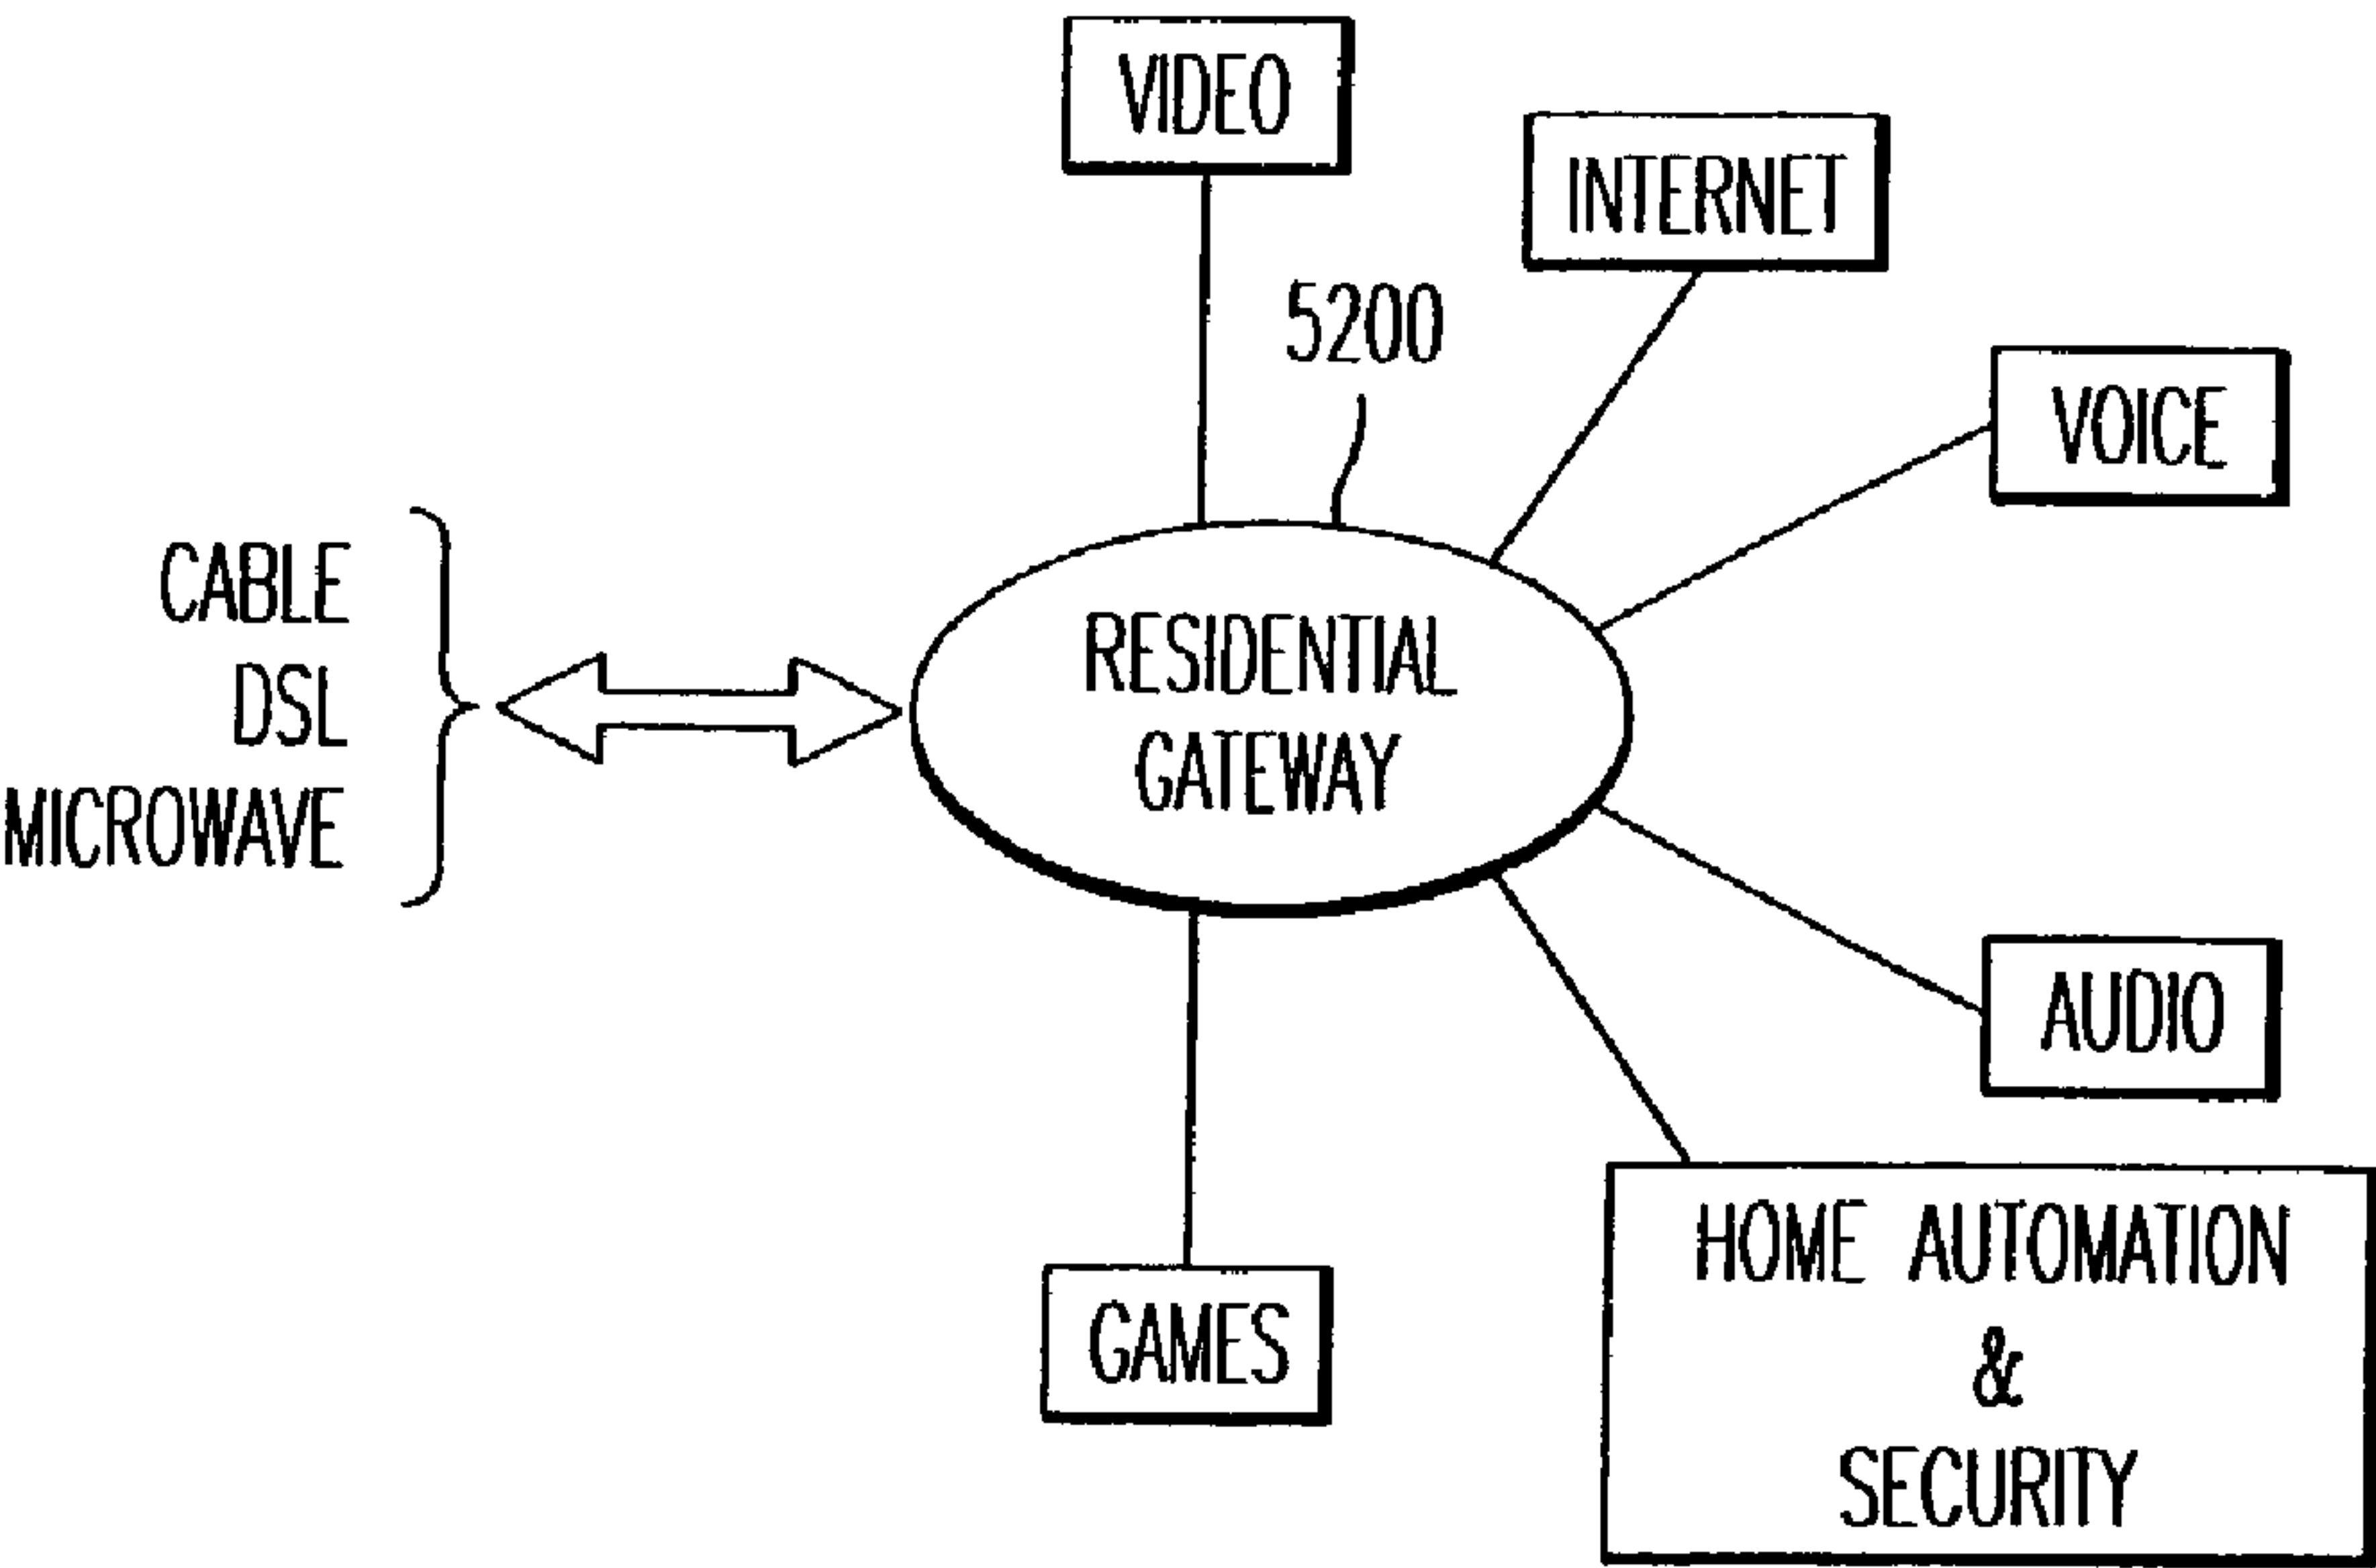 VIDEO
INTERNET
5200
VOICE
CABLE
DSL
MICROWAVE
RESIDENTIAL
GATEWAY
AUDIO
HOME AUTOMATION
&
SECURITY
GAMES